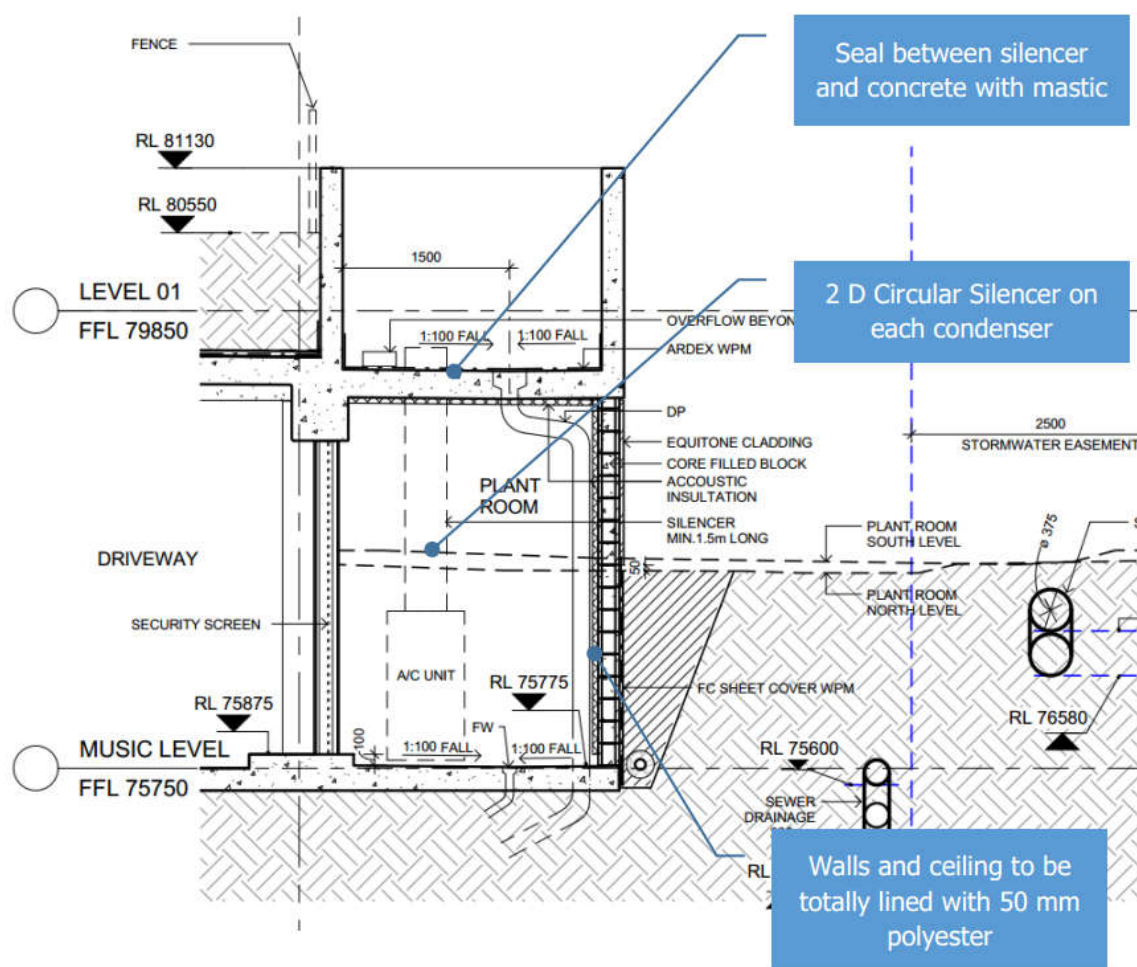 FENCE
Seal between silencer
and concrete with mastic
RL 81130
RL 80550
1500
LEVEL 01
FFL 79850
2 D Circular Silencer on
each condenser
1:100 FALL
1:100 FALL
OVERFLOW BEYON
ARDEX WPM
DP
2500
STORMWATER EASEMENT
EQUITONE CLADDING
CORE FILLED BLOCK
ACCOUSTIC
INSULTATION
PLANT
ROOM
SILENCER
MIN.1.5m LONG
PLANT ROOM
SOUTH LEVEL
ø 375
S
DRIVEWAY
50
PLANT ROOM
NORTH LEVEL
SECURITY SCREEN
A/C UNIT
RL 75775
FC SHEET COVER WPM
RL 75875
FW
RL 76580
MUSIC LEVEL
100
1:100 FALL
1:100 FALL
RL 75600
FFL 75750
SEWER
DRAINAGE
RL
Walls and ceiling to be
totally lined with 50 mm
polyester